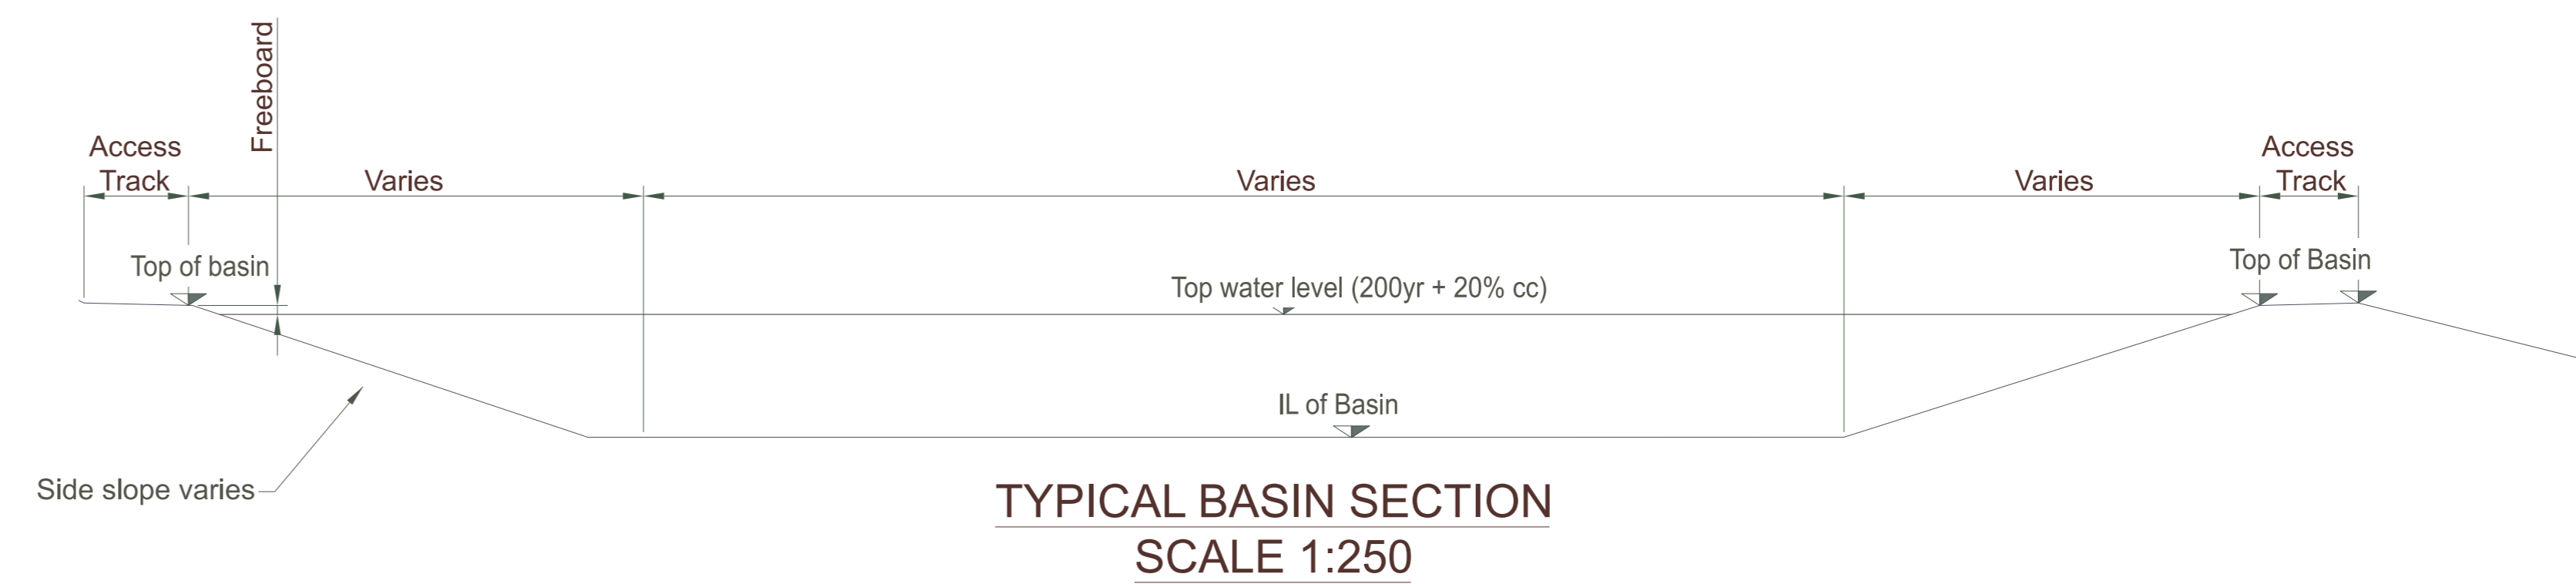 Freeboard
Access
Track
Varies
Varies
Varies
Access
Track
Top of basin
Top water level (200yr + 20% cc)
Top of Basin
IL of Basin
Side slope varies
TYPICAL BASIN SECTION
SCALE 1:250